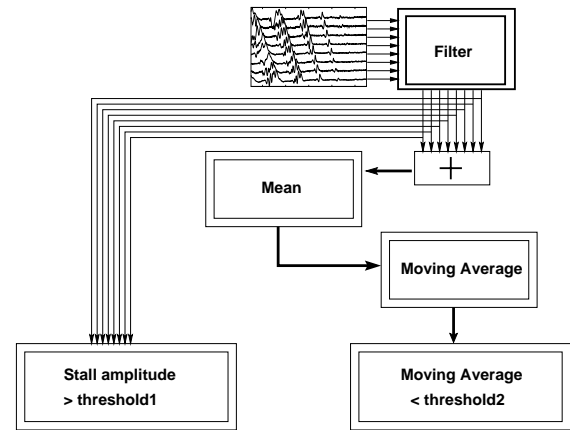 Filter
+
Mean
Moving Average
Stall amplitude
> threshold1
Moving Average
< threshold2